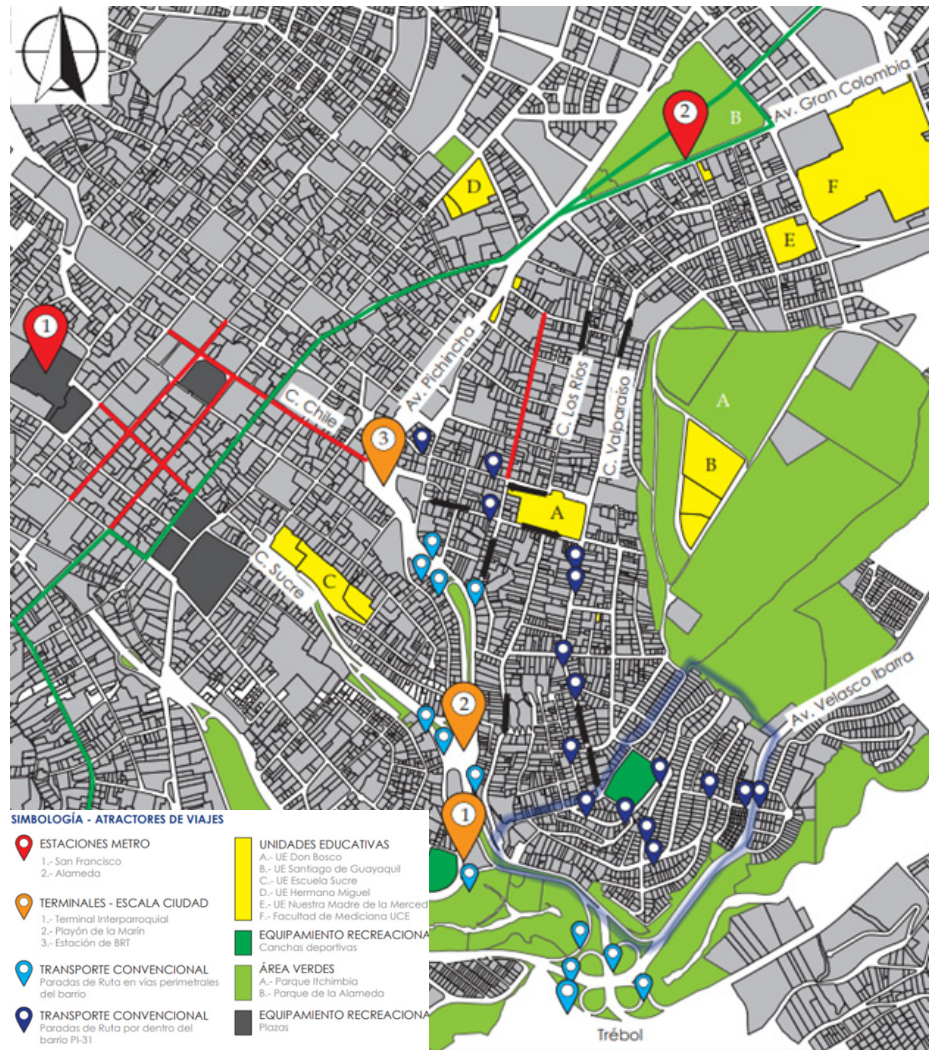 2
B
Av. Gran Colombia
D
F
E
1
Av. Pichincha
C. Chile
C. Los Ríos
C. Valparaíso
A
3
B
A
C. Sucre
C
Av. Velasco Ibarra
2
1
SIMBOLOGÍA - ATRACTORES DE VIAJES
ESTACIONES METRO
1.- San Francisco
2.- Alameda
TERMINALES - ESCALA CIUDAD
1.- Terminal Interparroquial
2.- Playón de la Marín
3.- Estación de BRT
TRANSPORTE CONVENCIONAL
Paradas de Ruta en vías perimetrales
del barrio
TRANSPORTE CONVENCIONAL
Paradas de Ruta por dentro del
barrio PI-31
UNIDADES EDUCATIVAS
A.- UE Don Bosco
B.- UE Santiago de Guayaquil
C.- UE Escuela Sucre
D.- UE Hermano Miguel
E.- UE Nuestra Madre de la Merced
F.- Facultad de Mediciana UCE
EQUIPAMIENTO RECREACIONA
Canchas deportivas
ÁREA VERDES
A.- Parque Itchimbia
B.- Parque de la Alameda
EQUIPAMIENTO RECREACIONA
Plazas
Trébol